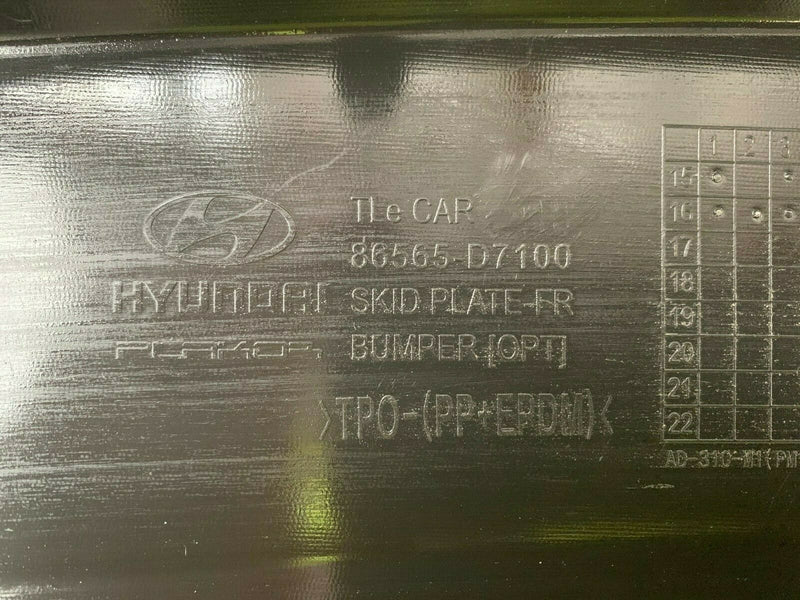 TLe CAR
86565-D7100
HYUNDAI
SKID PLATE-FR
PLAKOR
BUMPER-[OPT]
>TPO-(PP+EPDM)<
1 2 3
15
16
17
18
19
20
21
22
AD-310-M1(PM